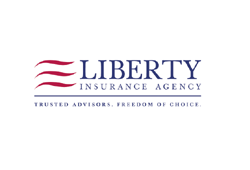 LIBERTY
INSURANCE AGENCY
TRUSTED ADVISORS. FREEDOM OF CHOICE.